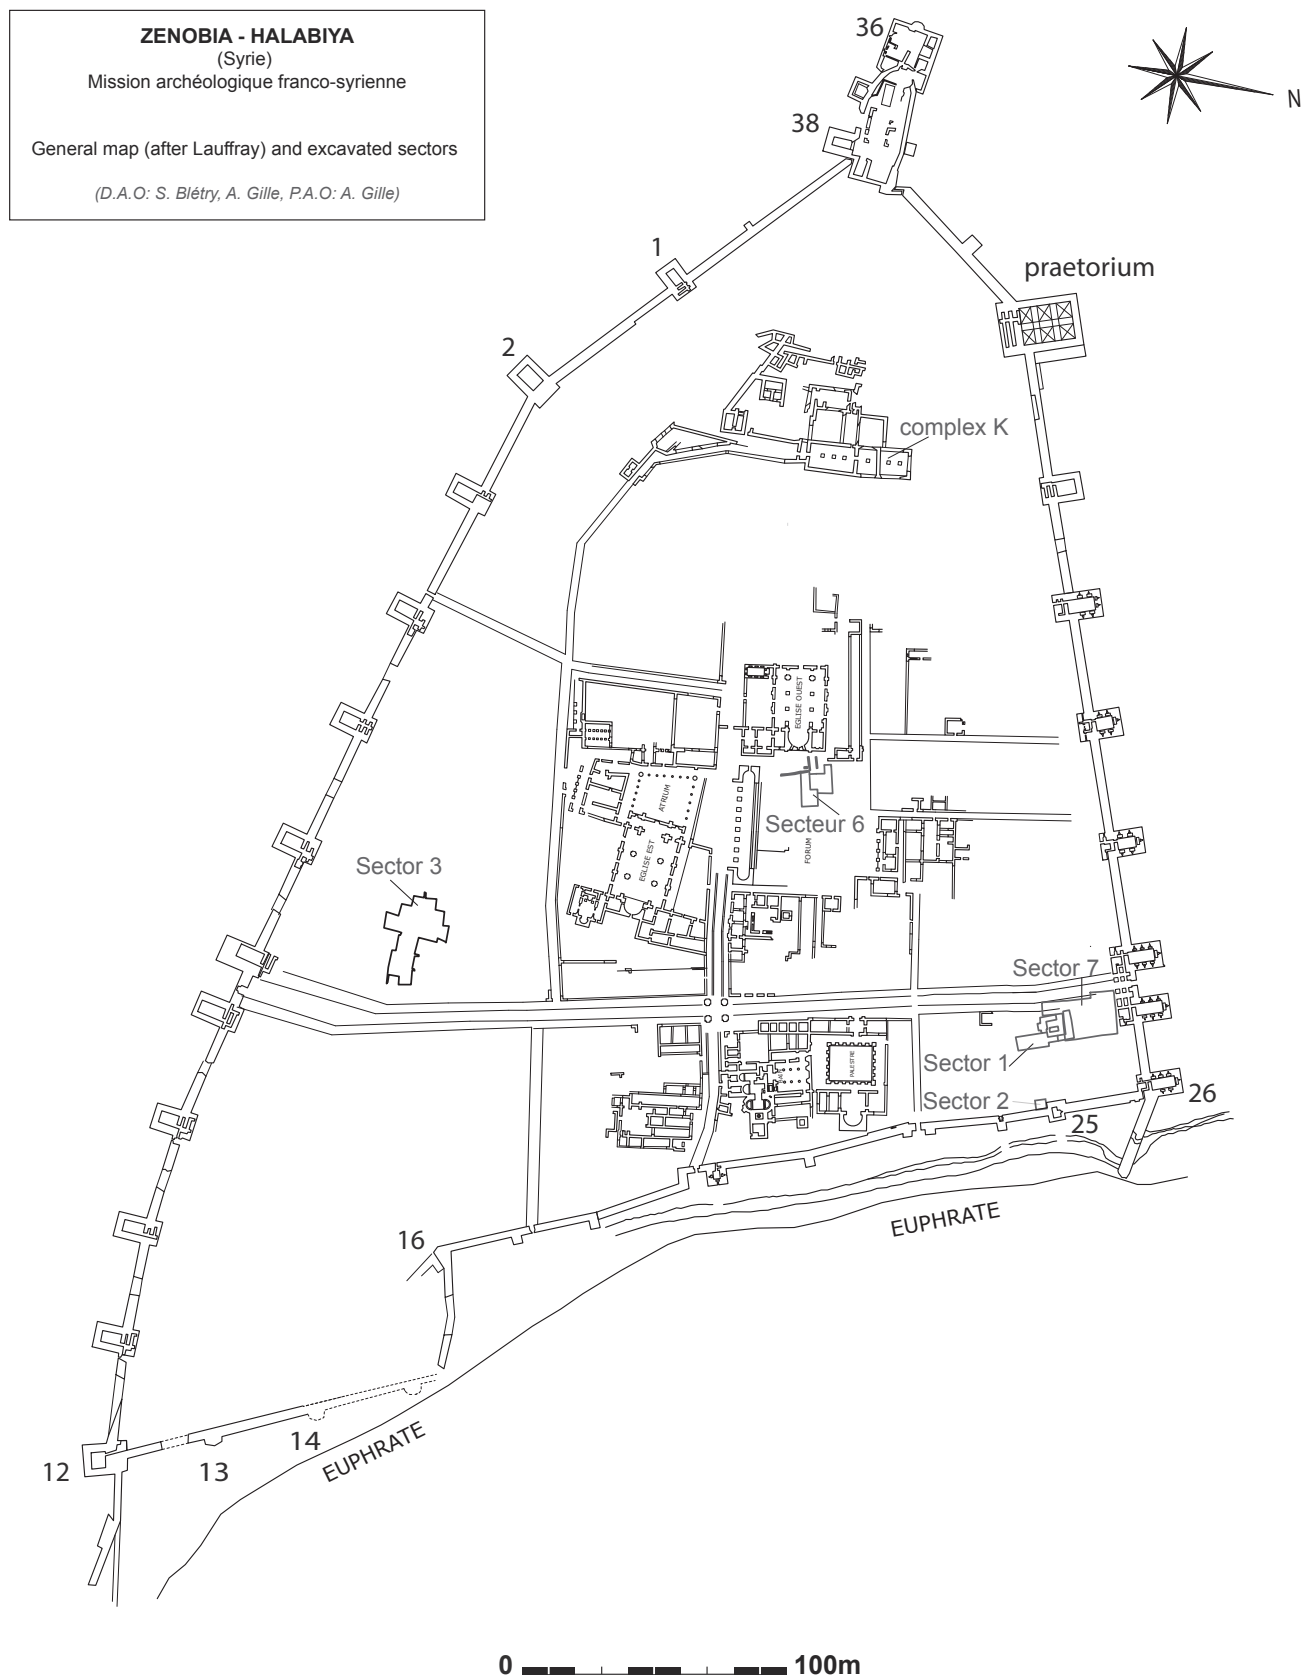 ZENOBIA - HALABIYA
(Syrie)
Mission archéologique franco-syrienne
General map (after Lauffray) and excavated sectors
(D.A.O: S. Blétry, A. Gille, P.A.O: A. Gille)
36
N
38
1
praetorium
2
complex K
EGLISE OUEST
ATRIUM
Secteur 6
FORUM
EGLISE EST
Sector 3
Sector 7
PALESTRE
Sector 1
Sector 2
26
25
EUPHRATE
16
14
EUPHRATE
12
13
0
100m